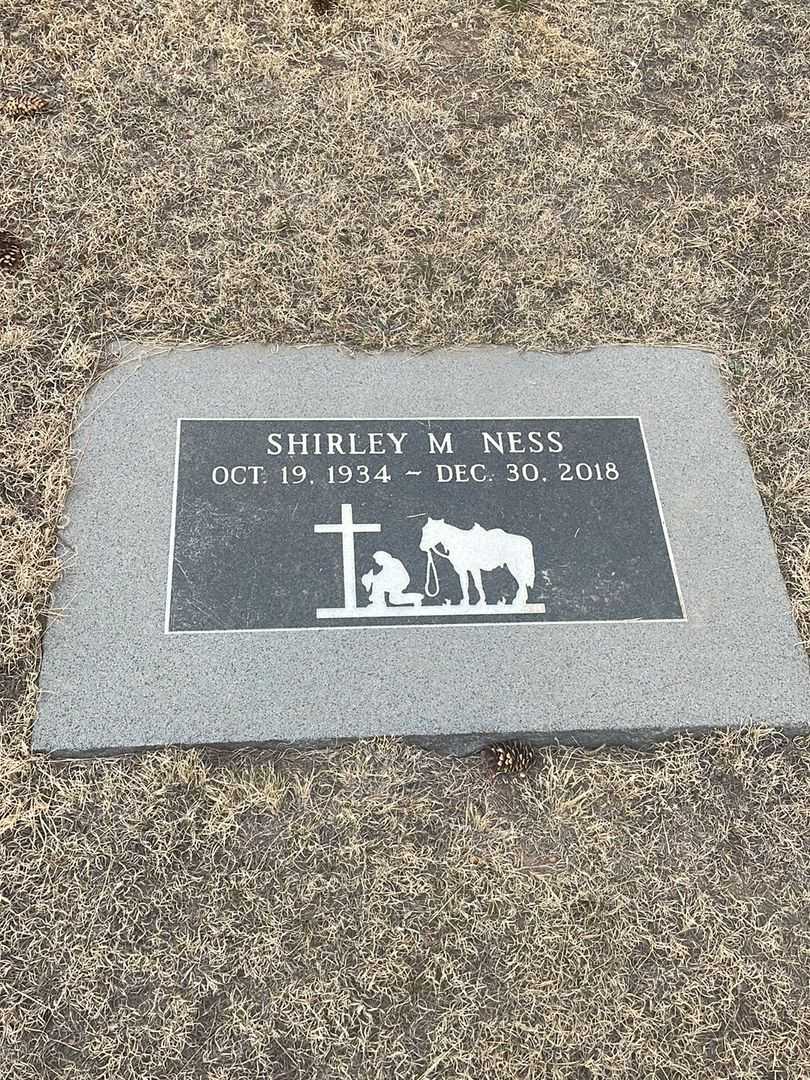 SHIRLEY M NESS
OCT. 19, 1934 ~ DEC. 30, 2018